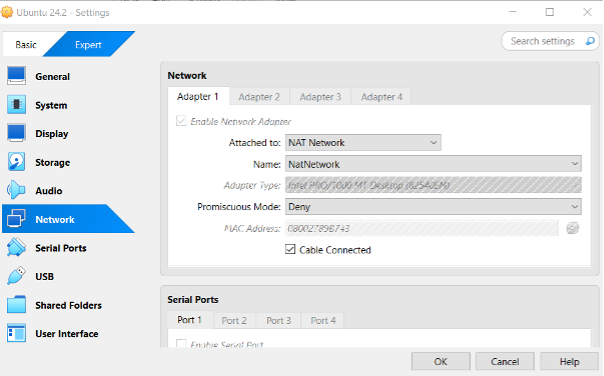 Ubuntu 24.2 - Settings
Basic
Expert
Search settings
General
System
Display
Storage
Audio
Network
Serial Ports
USB
Shared Folders
User Interface
Network
Adapter 1
Adapter 2
Adapter 3
Adapter 4
Enable Network Adapter
Attached to: NAT Network
Name: NatNetwork
Adapter Type: Intel PRO/1000 MT Desktop (82540EM)
Promiscuous Mode: Deny
MAC Address: 080027896743
Cable Connected
Serial Ports
Port 1
Port 2
Port 3
Port 4
Enable Serial Port
OK
Cancel
Help